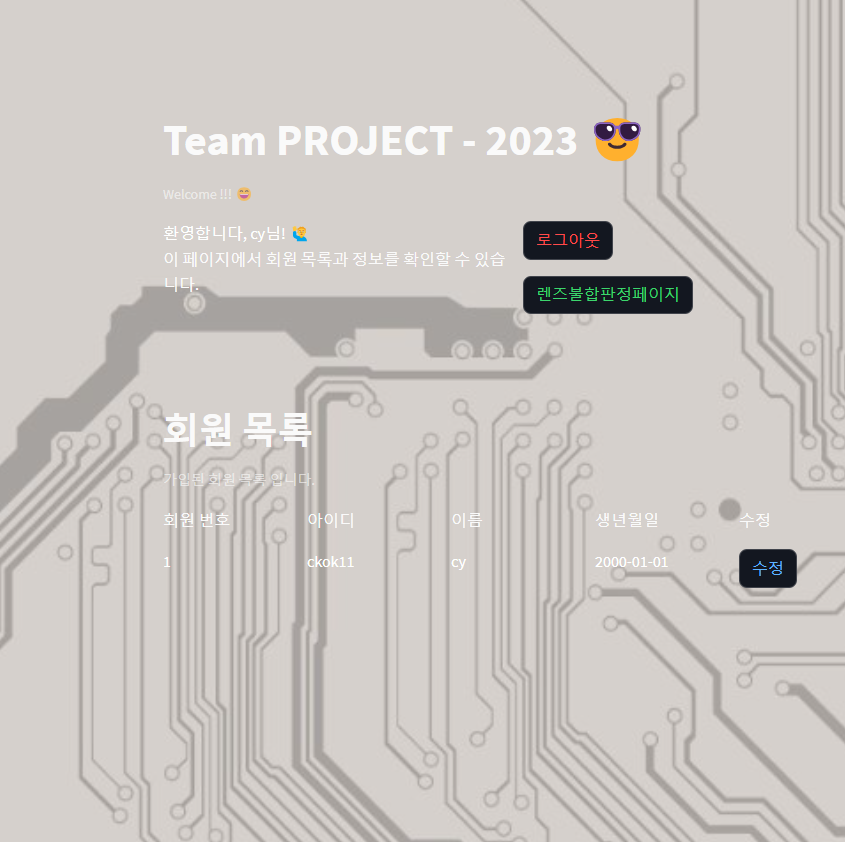 Team PROJECT - 2023 😎
Welcome !!! 😄
환영합니다, cy님! 🙋‍♂️
이 페이지에서 회원 목록과 정보를 확인할 수 있습
니다.
로그아웃
렌즈불합판정페이지
회원 목록
가입된 회원 목록 입니다.
회원 번호 아이디 이름 생년월일 수정
1 ckok11 cy 2000-01-01 수정